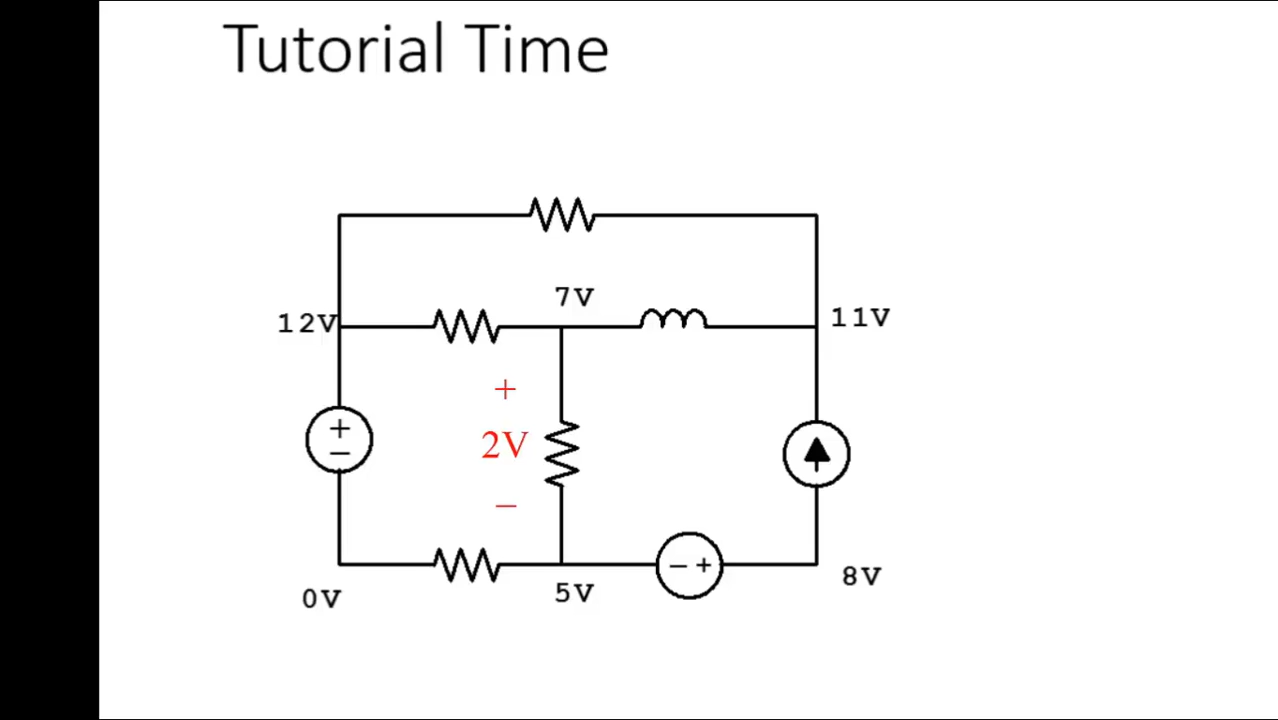 Tutorial Time
7V
12V
11V
+
2V
−
+
−
− +
0V
5V
8V